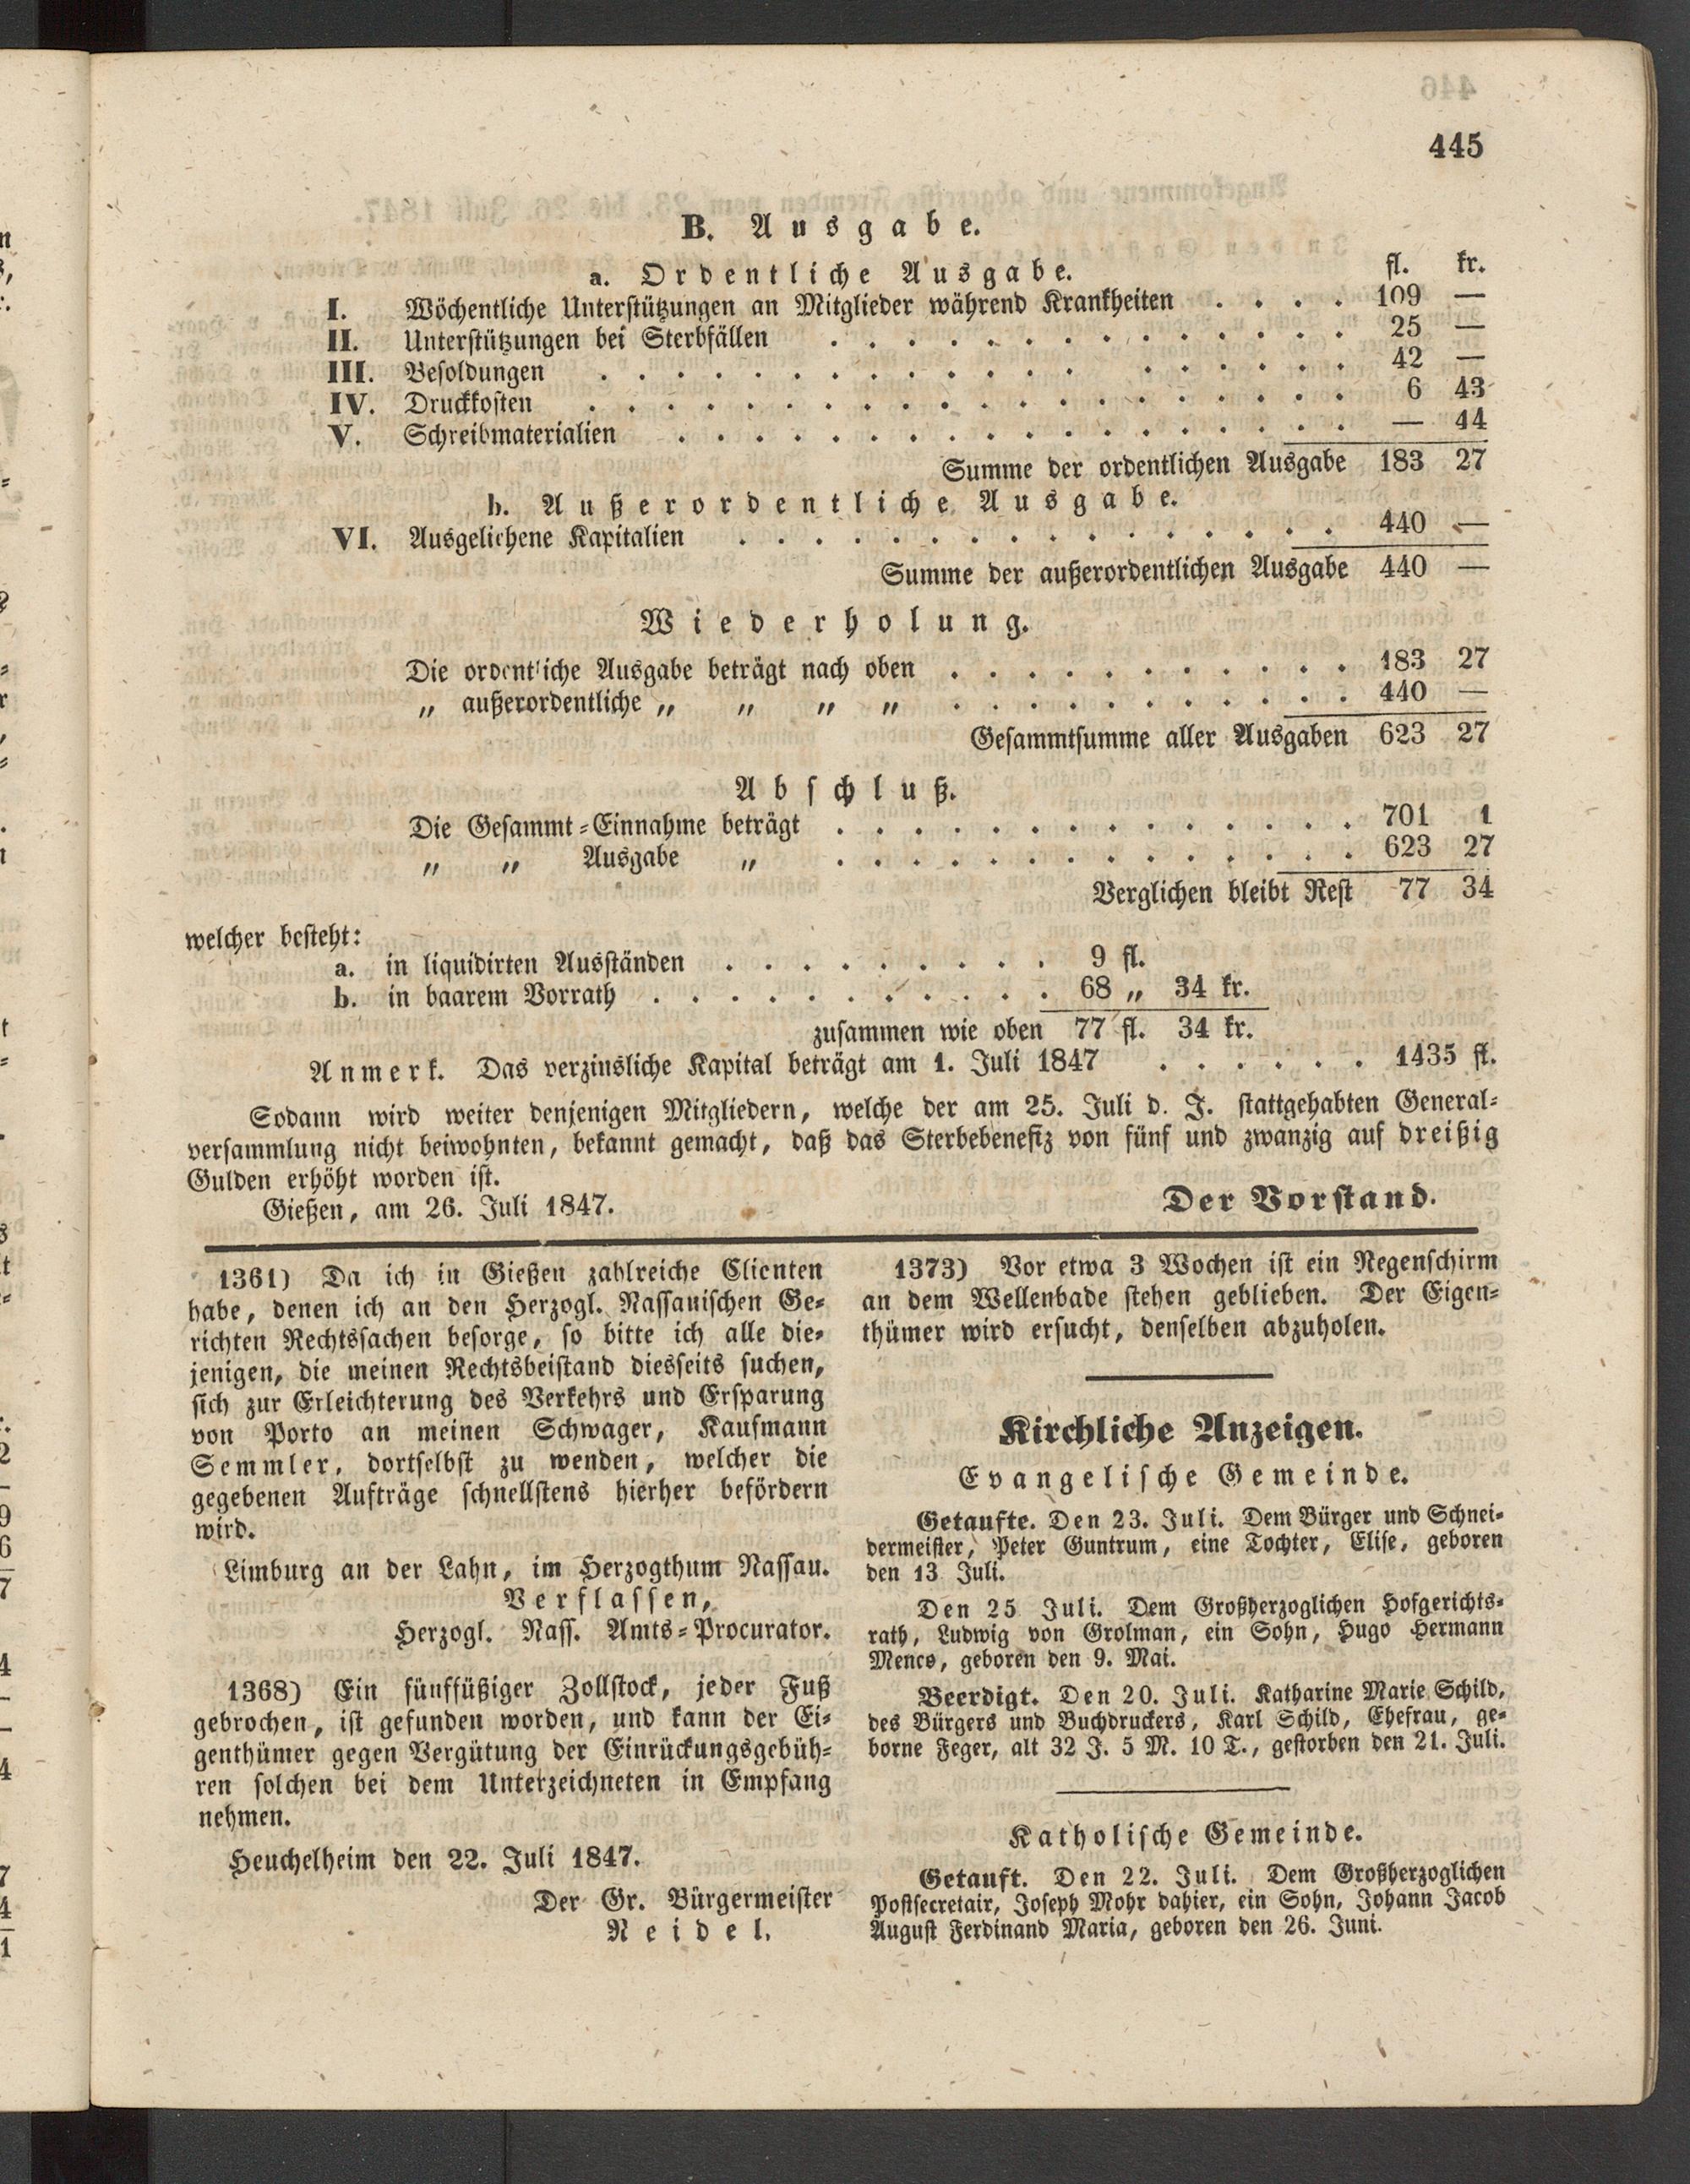 445
B. Ausgabe.
a. Ordentliche Ausgabe. fl. kr.
I. Wöchentliche Unterstützungen an Mitglieder während Krankheiten . . . . 109 —
II. Unterstützungen bei Sterbfällen . . . . . . . . . . . . . . 25 —
III. Besoldungen . . . . . . . . . . . . . . . . . . . 42 —
IV. Druckkosten . . . . . . . . . . . . . . . . . . . . 6 43
V. Schreibmaterialien . . . . . . . . . . . . . . . . . . — 44
Summe der ordentlichen Ausgabe 183 27
b. Außerordentliche Ausgabe.
VI. Ausgeliehene Kapitalien . . . . . . . . . . . . . . . . 440 —
Summe der außerordentlichen Ausgabe 440 —
Wiederholung.
Die ordentliche Ausgabe beträgt nach oben . . . . . . . . . . . 183 27
„ außerordentliche „ „ „ „ . . . . . . . . . . . 440 —
Gesammtsumme aller Ausgaben 623 27
Abschluß.
Die Gesammt=Einnahme beträgt . . . . . . . . . . . . . . 701 1
„ „ Ausgabe „ . . . . . . . . . . . . . . 623 27
Verglichen bleibt Rest 77 34
welcher besteht:
a. in liquidirten Ausständen . . . . . . . . . 9 fl.
b. in baarem Vorrath . . . . . . . . . . . 68 „ 34 kr.
zusammen wie oben 77 fl. 34 kr.
Anmerk. Das verzinsliche Kapital beträgt am 1. Juli 1847 . . . . . . 1435 fl.
Sodann wird weiter denjenigen Mitgliedern, welche der am 25. Juli d. J. stattgehabten General=
versammlung nicht beiwohnten, bekannt gemacht, daß das Sterbebenefiz von fünf und zwanzig auf dreißig
Gulden erhöht worden ist.
Gießen, am 26. Juli 1847. Der Vorstand.
1361) Da ich in Gießen zahlreiche Clienten
habe, denen ich an den Herzogl. Nassauischen Ge=
richten Rechtssachen besorge, so bitte ich alle die=
jenigen, die meinen Rechtsbeistand diesseits suchen,
sich zur Erleichterung des Verkehrs und Ersparung
von Porto an meinen Schwager, Kaufmann
Semmler, dortselbst zu wenden, welcher die
gegebenen Aufträge schnellstens hierher befördern
wird.
Limburg an der Lahn, im Herzogthum Nassau.
Verflassen,
Herzogl. Nass. Amts=Procurator.
1368) Ein fünffüßiger Zollstock, jeder Fuß
gebrochen, ist gefunden worden, und kann der Ei=
genthümer gegen Vergütung der Einrückungsgebüh=
ren solchen bei dem Unterzeichneten in Empfang
nehmen.
Heuchelheim den 22. Juli 1847.
Der Gr. Bürgermeister
Reidel.
1373) Vor etwa 3 Wochen ist ein Regenschirm
an dem Wellenbade stehen geblieben. Der Eigen=
thümer wird ersucht, denselben abzuholen.
Kirchliche Anzeigen.
Evangelische Gemeinde.
Getaufte. Den 23. Juli. Dem Bürger und Schnei=
dermeister, Peter Guntrum, eine Tochter, Elise, geboren
den 13 Juli.
Den 25 Juli. Dem Großherzoglichen Hofgerichts=
rath, Ludwig von Grolman, ein Sohn, Hugo Hermann
Menco, geboren den 9. Mai.
Beerdigt. Den 20. Juli. Katharine Marie Schild,
des Bürgers und Buchdruckers, Karl Schild, Ehefrau, ge=
borne Feger, alt 32 J. 5 M. 10 T., gestorben den 21. Juli.
Katholische Gemeinde.
Getauft. Den 22. Juli. Dem Großherzoglichen
Postsecretair, Joseph Mohr dahier, ein Sohn, Johann Jacob
August Ferdinand Maria, geboren den 26. Juni.